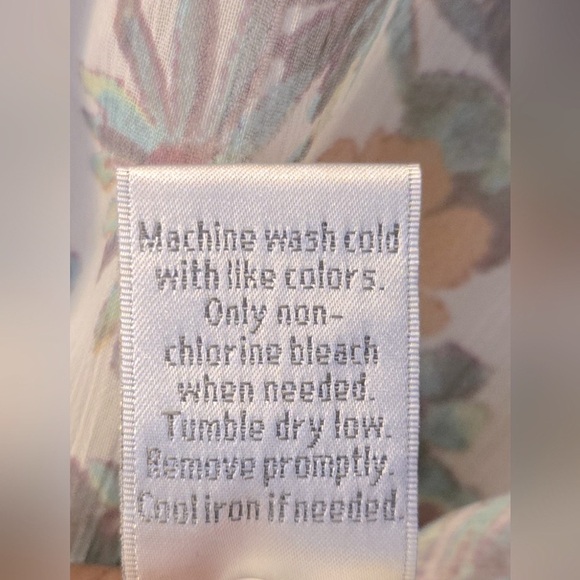 Machine wash cold
with like colors.
Only non-
chlorine bleach
when needed.
Tumble dry low.
Remove promptly.
Cool iron if needed.